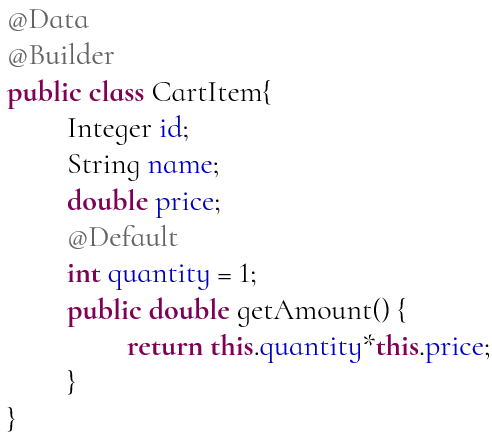 @Data
@Builder
public class CartItem{
Integer id;
String name;
double price;
@Default
int quantity = 1;
public double getAmount() {
return this.quantity*this.price;
}
}